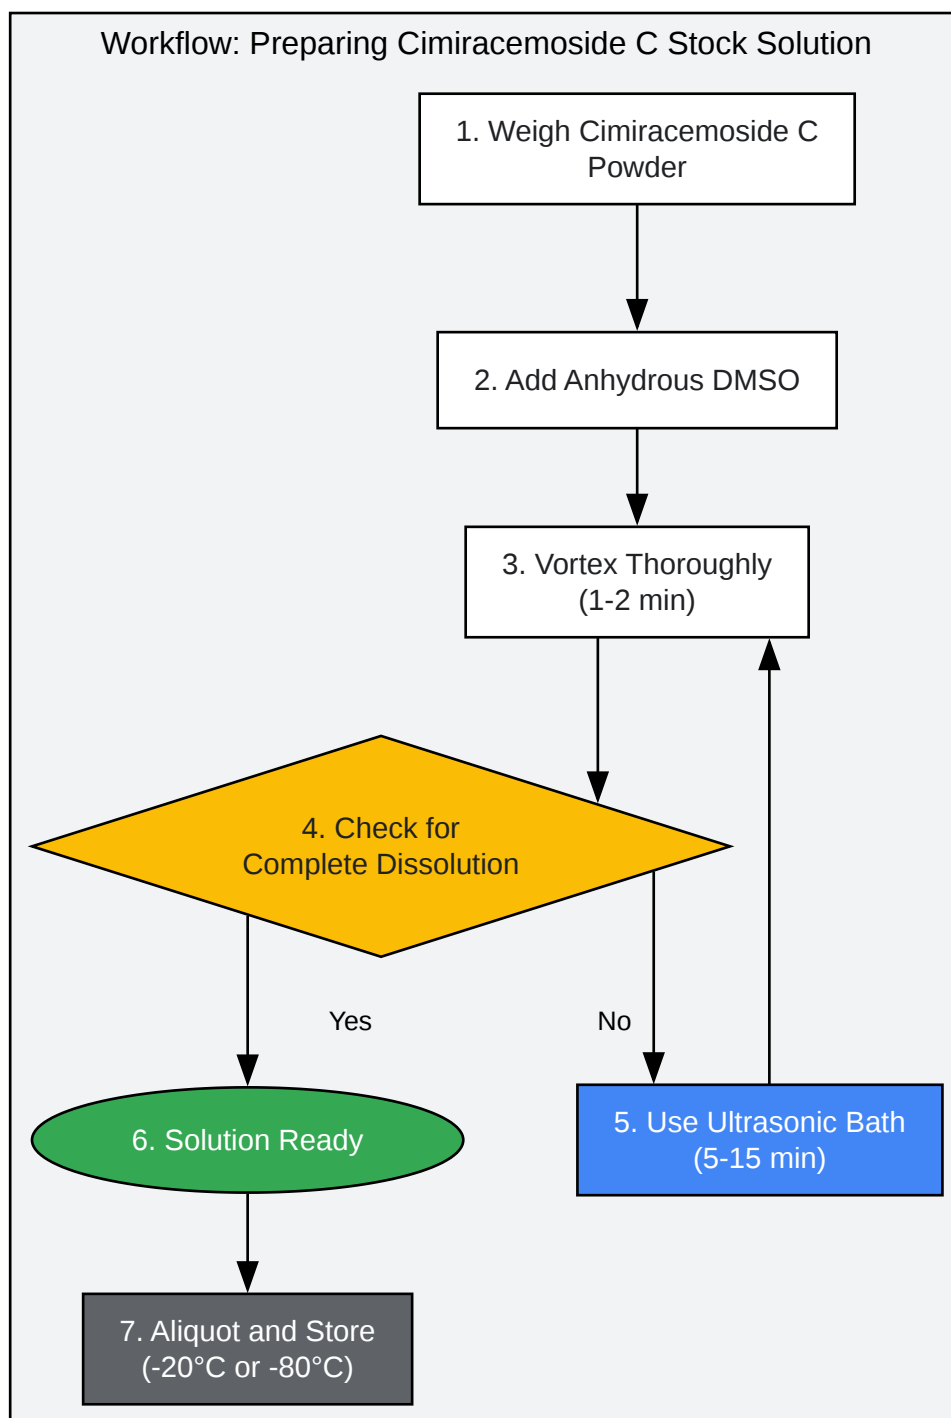 Workflow: Preparing Cimiracemoside C Stock Solution
1. Weigh Cimiracemoside C
Powder
2. Add Anhydrous DMSO
3. Vortex Thoroughly
(1-2 min)
4. Check for
Complete Dissolution
Yes
No
6. Solution Ready
5. Use Ultrasonic Bath
(5-15 min)
7. Aliquot and Store
(-20°C or -80°C)